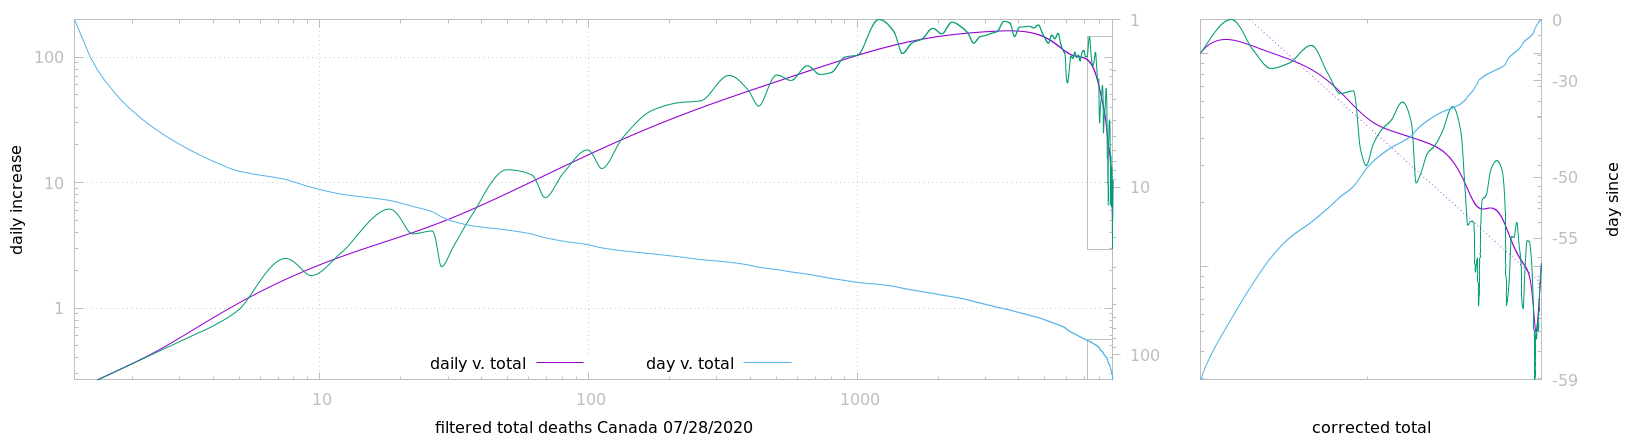 daily increase
100
10
1
daily v. total
day v. total
10
100
1000
filtered total deaths Canada 07/28/2020
1
10
100
0
-30
-50
-55
-59
day since
corrected total